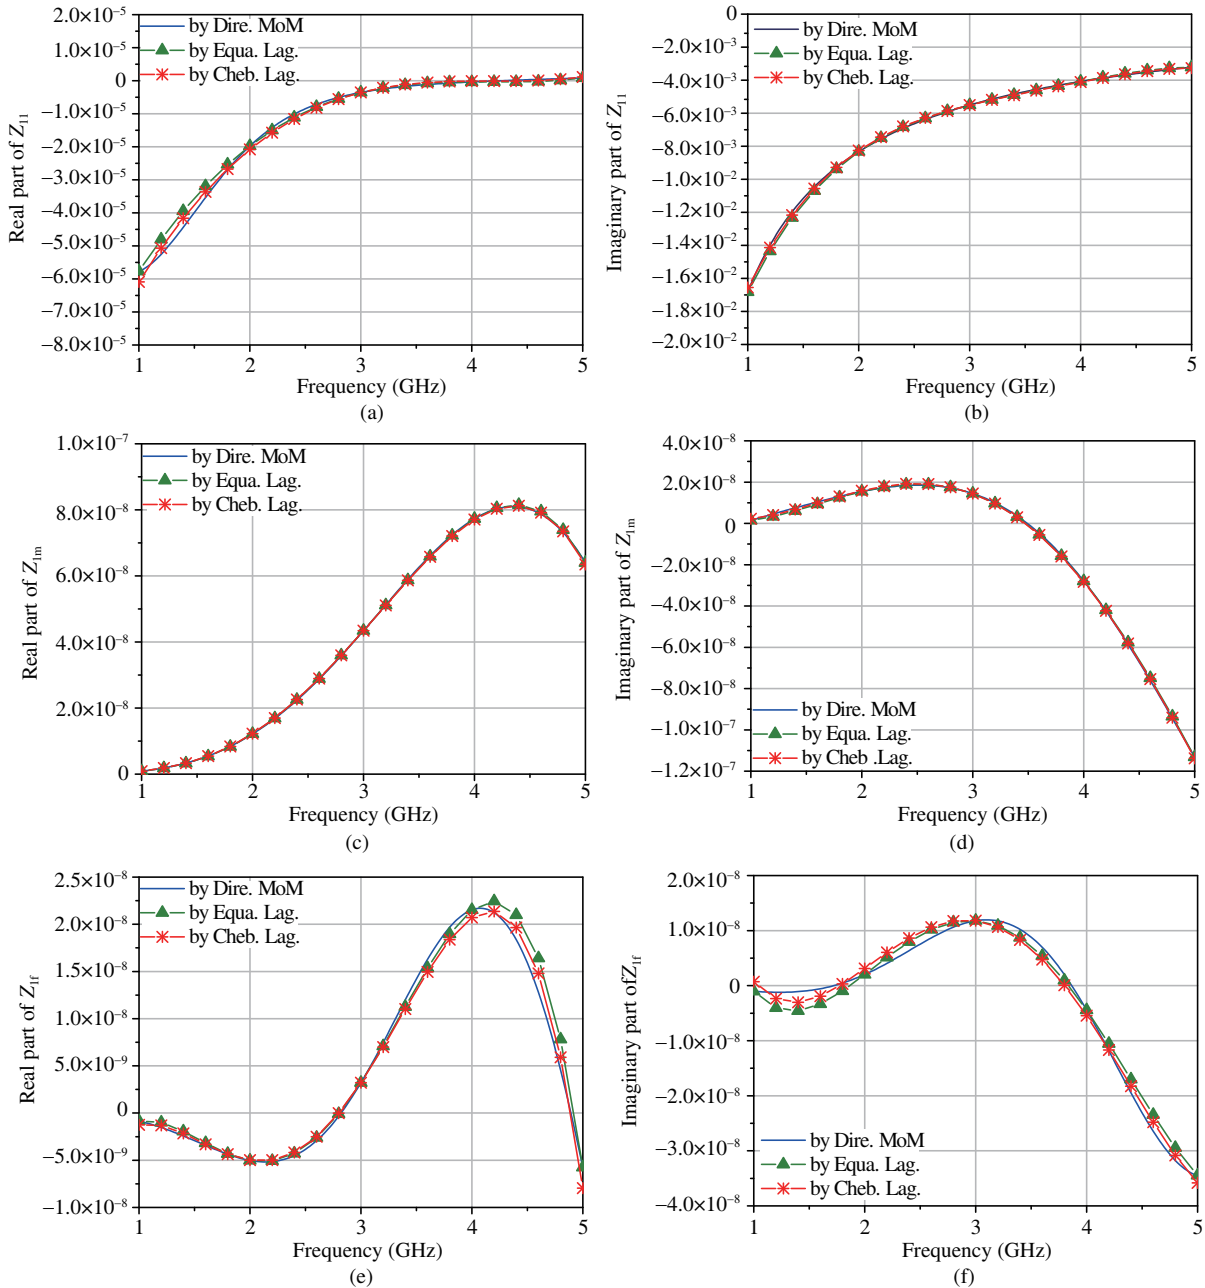 2.0×10⁻⁵
1.0×10⁻⁵
0
−1.0×10⁻⁵
−2.0×10⁻⁵
−3.0×10⁻⁵
−4.0×10⁻⁵
−5.0×10⁻⁵
−6.0×10⁻⁵
−7.0×10⁻⁵
−8.0×10⁻⁵
Real part of Z₁₁
by Dire. MoM
by Equa. Lag.
by Cheb. Lag.
1 2 3 4 5
Frequency (GHz)
(a)
0
−2.0×10⁻³
−4.0×10⁻³
−6.0×10⁻³
−8.0×10⁻³
−1.0×10⁻²
−1.2×10⁻²
−1.4×10⁻²
−1.6×10⁻²
−1.8×10⁻²
−2.0×10⁻²
Imaginary part of Z₁₁
by Dire. MoM
by Equa. Lag.
by Cheb. Lag.
1 2 3 4 5
Frequency (GHz)
(b)
1.0×10⁻⁷
8.0×10⁻⁸
6.0×10⁻⁸
4.0×10⁻⁸
2.0×10⁻⁸
0
Real part of Z₁ₘ
by Dire. MoM
by Equa. Lag.
by Cheb. Lag.
1 2 3 4 5
Frequency (GHz)
(c)
4.0×10⁻⁸
2.0×10⁻⁸
0
−2.0×10⁻⁸
−4.0×10⁻⁸
−6.0×10⁻⁸
−8.0×10⁻⁸
−1.0×10⁻⁷
−1.2×10⁻⁷
Imaginary part of Z₁ₘ
by Dire. MoM
by Equa. Lag.
by Cheb .Lag.
1 2 3 4 5
Frequency (GHz)
(d)
2.5×10⁻⁸
2.0×10⁻⁸
1.5×10⁻⁸
1.0×10⁻⁸
5.0×10⁻⁹
0
−5.0×10⁻⁹
−1.0×10⁻⁸
Real part of Z1f
by Dire. MoM
by Equa. Lag.
by Cheb. Lag.
1 2 3 4 5
Frequency (GHz)
(e)
2.0×10⁻⁸
1.0×10⁻⁸
0
−1.0×10⁻⁸
−2.0×10⁻⁸
−3.0×10⁻⁸
−4.0×10⁻⁸
Imaginary part ofZ1f
by Dire. MoM
by Equa. Lag.
by Cheb. Lag.
1 2 3 4 5
Frequency (GHz)
(f)